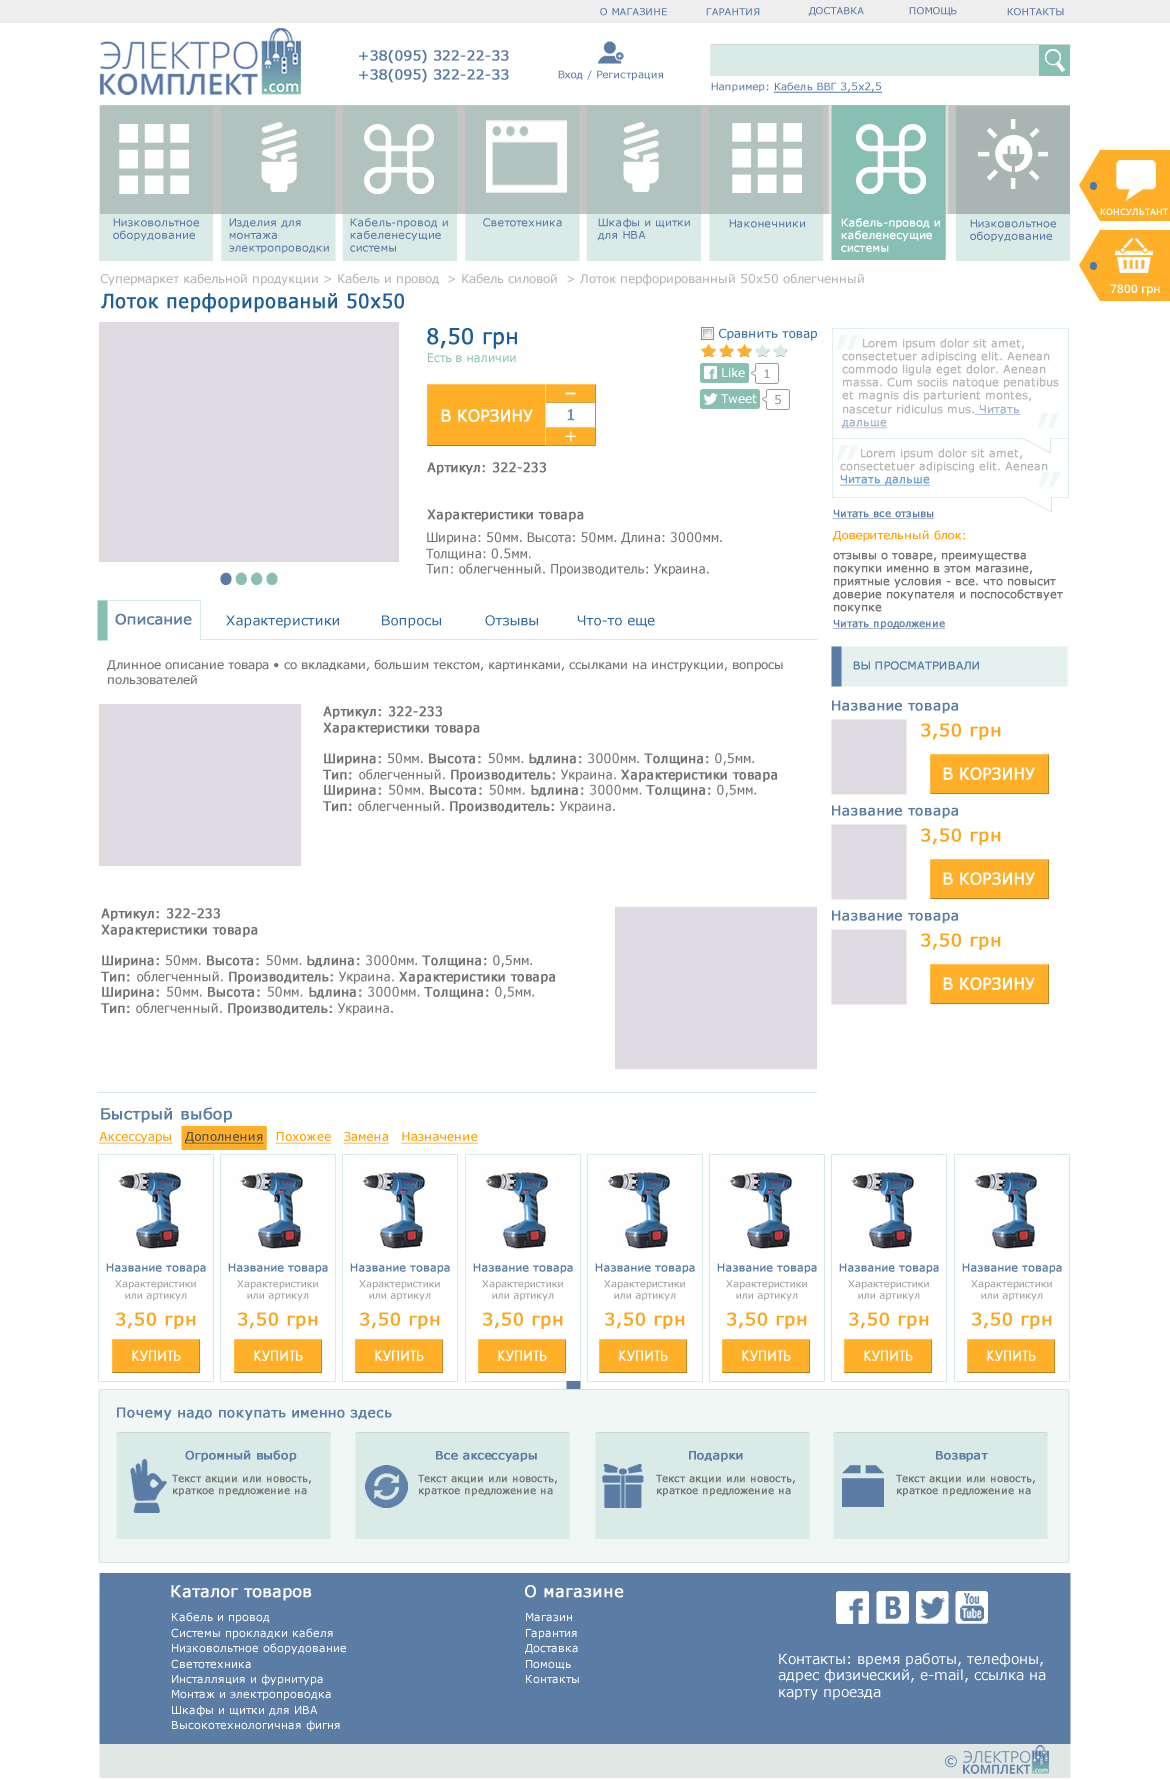 О МАГАЗИНЕ ГАРАНТИЯ ДОСТАВКА ПОМОЩЬ КОНТАКТЫ
ЭЛЕКТРО
КОМПЛЕКТ.com
+38(095) 322-22-33
+38(095) 322-22-33
Вход / Регистрация
Например: Кабель ВВГ 3,5х2,5
Низковольтное
оборудование
Изделия для
монтажа
электропроводки
Кабель-провод и
кабеленесущие
системы
Светотехника
Шкафы и щитки
для НВА
Наконечники
Кабель-провод и
кабеленесущие
системы
Низковольтное
оборудование
КОНСУЛЬТАНТ
7800 грн
Супермаркет кабельной продукции > Кабель и провод > Кабель силовой > Лоток перфорированный 50х50 облегченный
Лоток перфорированый 50х50
8,50 грн
Есть в наличии
В КОРЗИНУ
−
1
+
Артикул: 322-233
Характеристики товара
Ширина: 50мм. Высота: 50мм. Длина: 3000мм.
Толщина: 0.5мм.
Тип: облегченный. Производитель: Украина.
Сравнить товар
Like 1
Tweet 5
Lorem ipsum dolor sit amet,
consectetuer adipiscing elit. Aenean
commodo ligula eget dolor. Aenean
massa. Cum sociis natoque penatibus
et magnis dis parturient montes,
nascetur ridiculus mus. Читать
дальше
Lorem ipsum dolor sit amet,
consectetuer adipiscing elit. Aenean
Читать дальше
Читать все отзывы
Доверительный блок:
отзывы о товаре, преимущества
покупки именно в этом магазине,
приятные условия - все. что повысит
доверие покупателя и поспособствует
покупке
Читать продолжение
Описание Характеристики Вопросы Отзывы Что-то еще
Длинное описание товара • со вкладками, большим текстом, картинками, ссылками на инструкции, вопросы
пользователей
Артикул: 322-233
Характеристики товара
Ширина: 50мм. Высота: 50мм. Ьдлина: 3000мм. Толщина: 0,5мм.
Тип: облегченный. Производитель: Украина. Характеристики товара
Ширина: 50мм. Высота: 50мм. Ьдлина: 3000мм. Толщина: 0,5мм.
Тип: облегченный. Производитель: Украина.
Артикул: 322-233
Характеристики товара
Ширина: 50мм. Высота: 50мм. Ьдлина: 3000мм. Толщина: 0,5мм.
Тип: облегченный. Производитель: Украина. Характеристики товара
Ширина: 50мм. Высота: 50мм. Ьдлина: 3000мм. Толщина: 0,5мм.
Тип: облегченный. Производитель: Украина.
ВЫ ПРОСМАТРИВАЛИ
Название товара
3,50 грн
В КОРЗИНУ
Название товара
3,50 грн
В КОРЗИНУ
Название товара
3,50 грн
В КОРЗИНУ
Быстрый выбор
Аксессуары Дополнения Похожее Замена Назначение
Название товара Название товара Название товара Название товара Название товара Название товара Название товара Название товара
Характеристики Характеристики Характеристики Характеристики Характеристики Характеристики Характеристики Характеристики
или артикул или артикул или артикул или артикул или артикул или артикул или артикул или артикул
3,50 грн 3,50 грн 3,50 грн 3,50 грн 3,50 грн 3,50 грн 3,50 грн 3,50 грн
КУПИТЬ КУПИТЬ КУПИТЬ КУПИТЬ КУПИТЬ КУПИТЬ КУПИТЬ КУПИТЬ
Почему надо покупать именно здесь
Огромный выбор
Текст акции или новость,
краткое предложение на
Все аксессуары
Текст акции или новость,
краткое предложение на
Подарки
Текст акции или новость,
краткое предложение на
Возврат
Текст акции или новость,
краткое предложение на
Каталог товаров
Кабель и провод
Системы прокладки кабеля
Низковольтное оборудование
Светотехника
Инсталляция и фурнитура
Монтаж и электропроводка
Шкафы и щитки для ИВА
Высокотехнологичная фигня
О магазине
Магазин
Гарантия
Доставка
Помощь
Контакты
You
Tube
Контакты: время работы, телефоны,
адрес физический, e-mail, ссылка на
карту проезда
© ЭЛЕКТРО
КОМПЛЕКТ.com